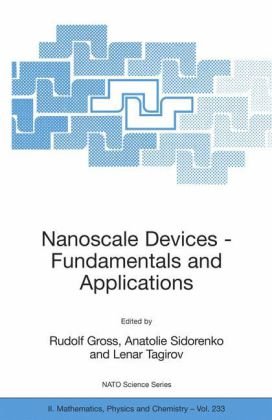 Nanoscale Devices -
Fundamentals and
Applications
Edited by
Rudolf Gross, Anatolie Sidorenko
and Lenar Tagirov
NATO Science Series
II. Mathematics, Physics and Chemistry – Vol. 233